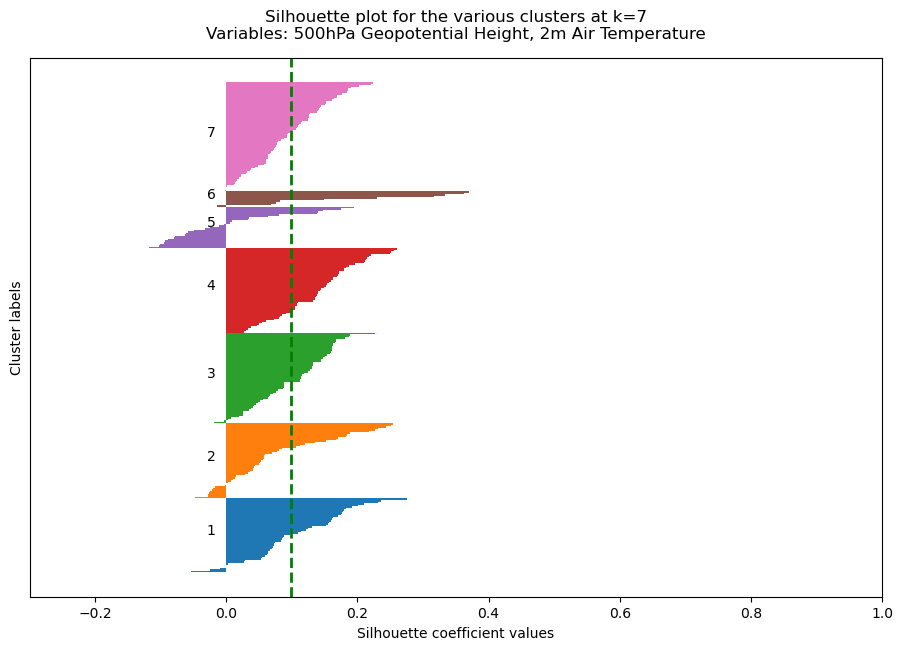 Silhouette plot for the various clusters at k=7
Variables: 500hPa Geopotential Height, 2m Air Temperature
Cluster labels
7
6
5
4
3
2
1
−0.2 0.0 0.2 0.4 0.6 0.8 1.0
Silhouette coefficient values